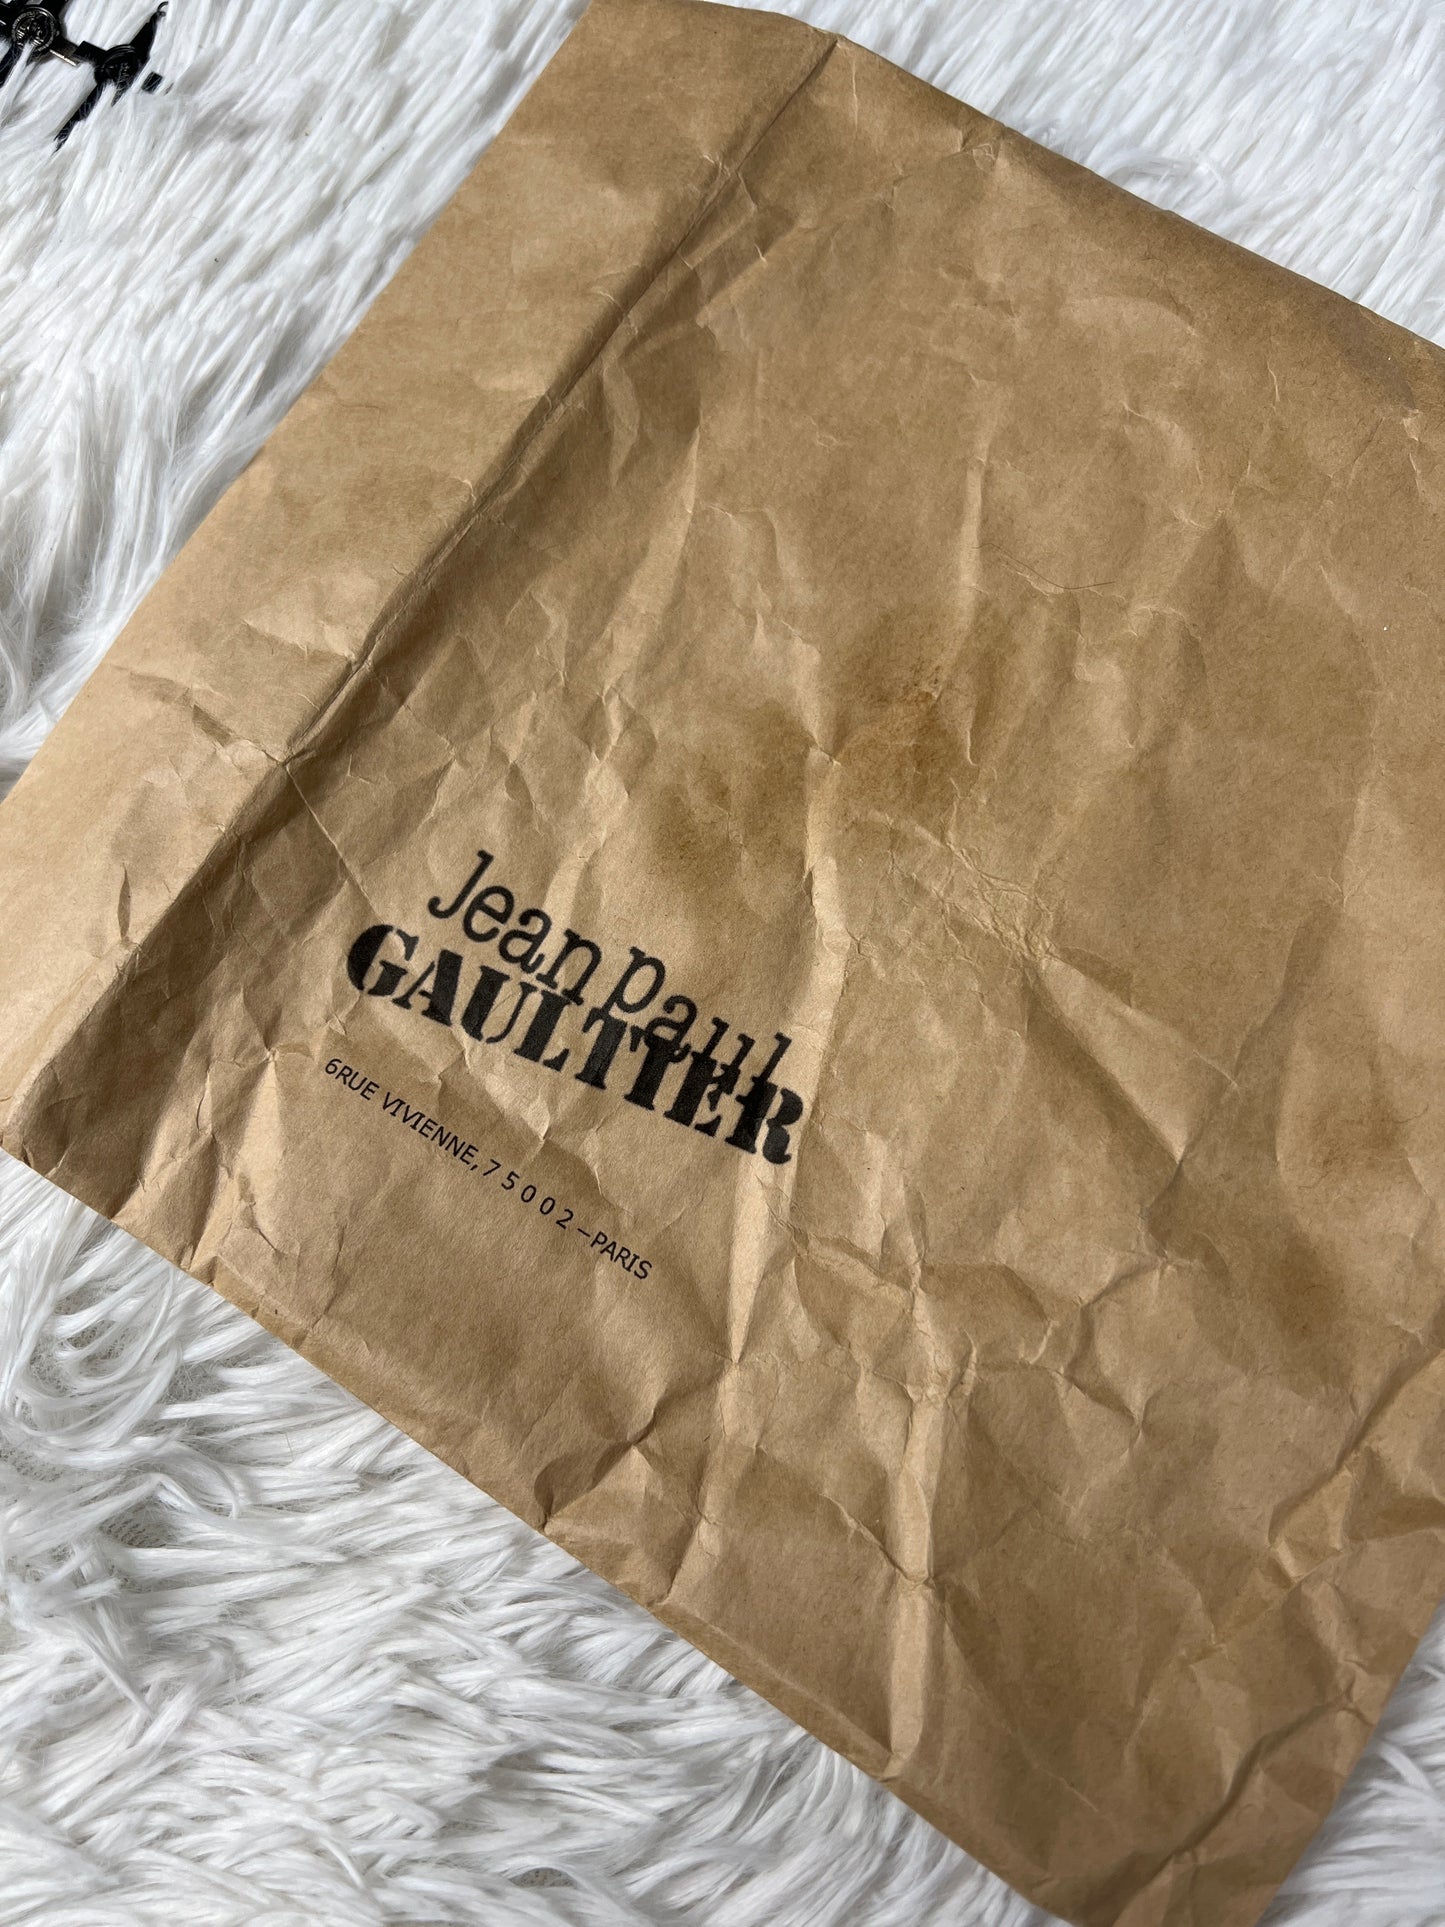 Jean Paul
GAULTIER
6RUE VIVIENNE, 7 5 0 0 2 –PARIS